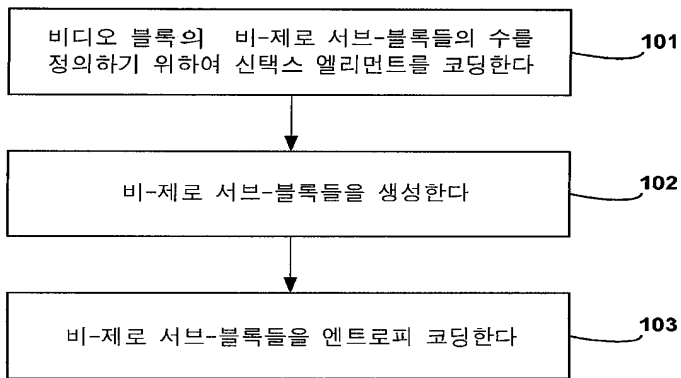 비디오 블록의 비-제로 서브-블록들의 수를
정의하기 위하여 신택스 엘리먼트를 코딩한다
101
비-제로 서브-블록들을 생성한다
102
비-제로 서브-블록들을 엔트로피 코딩한다
103